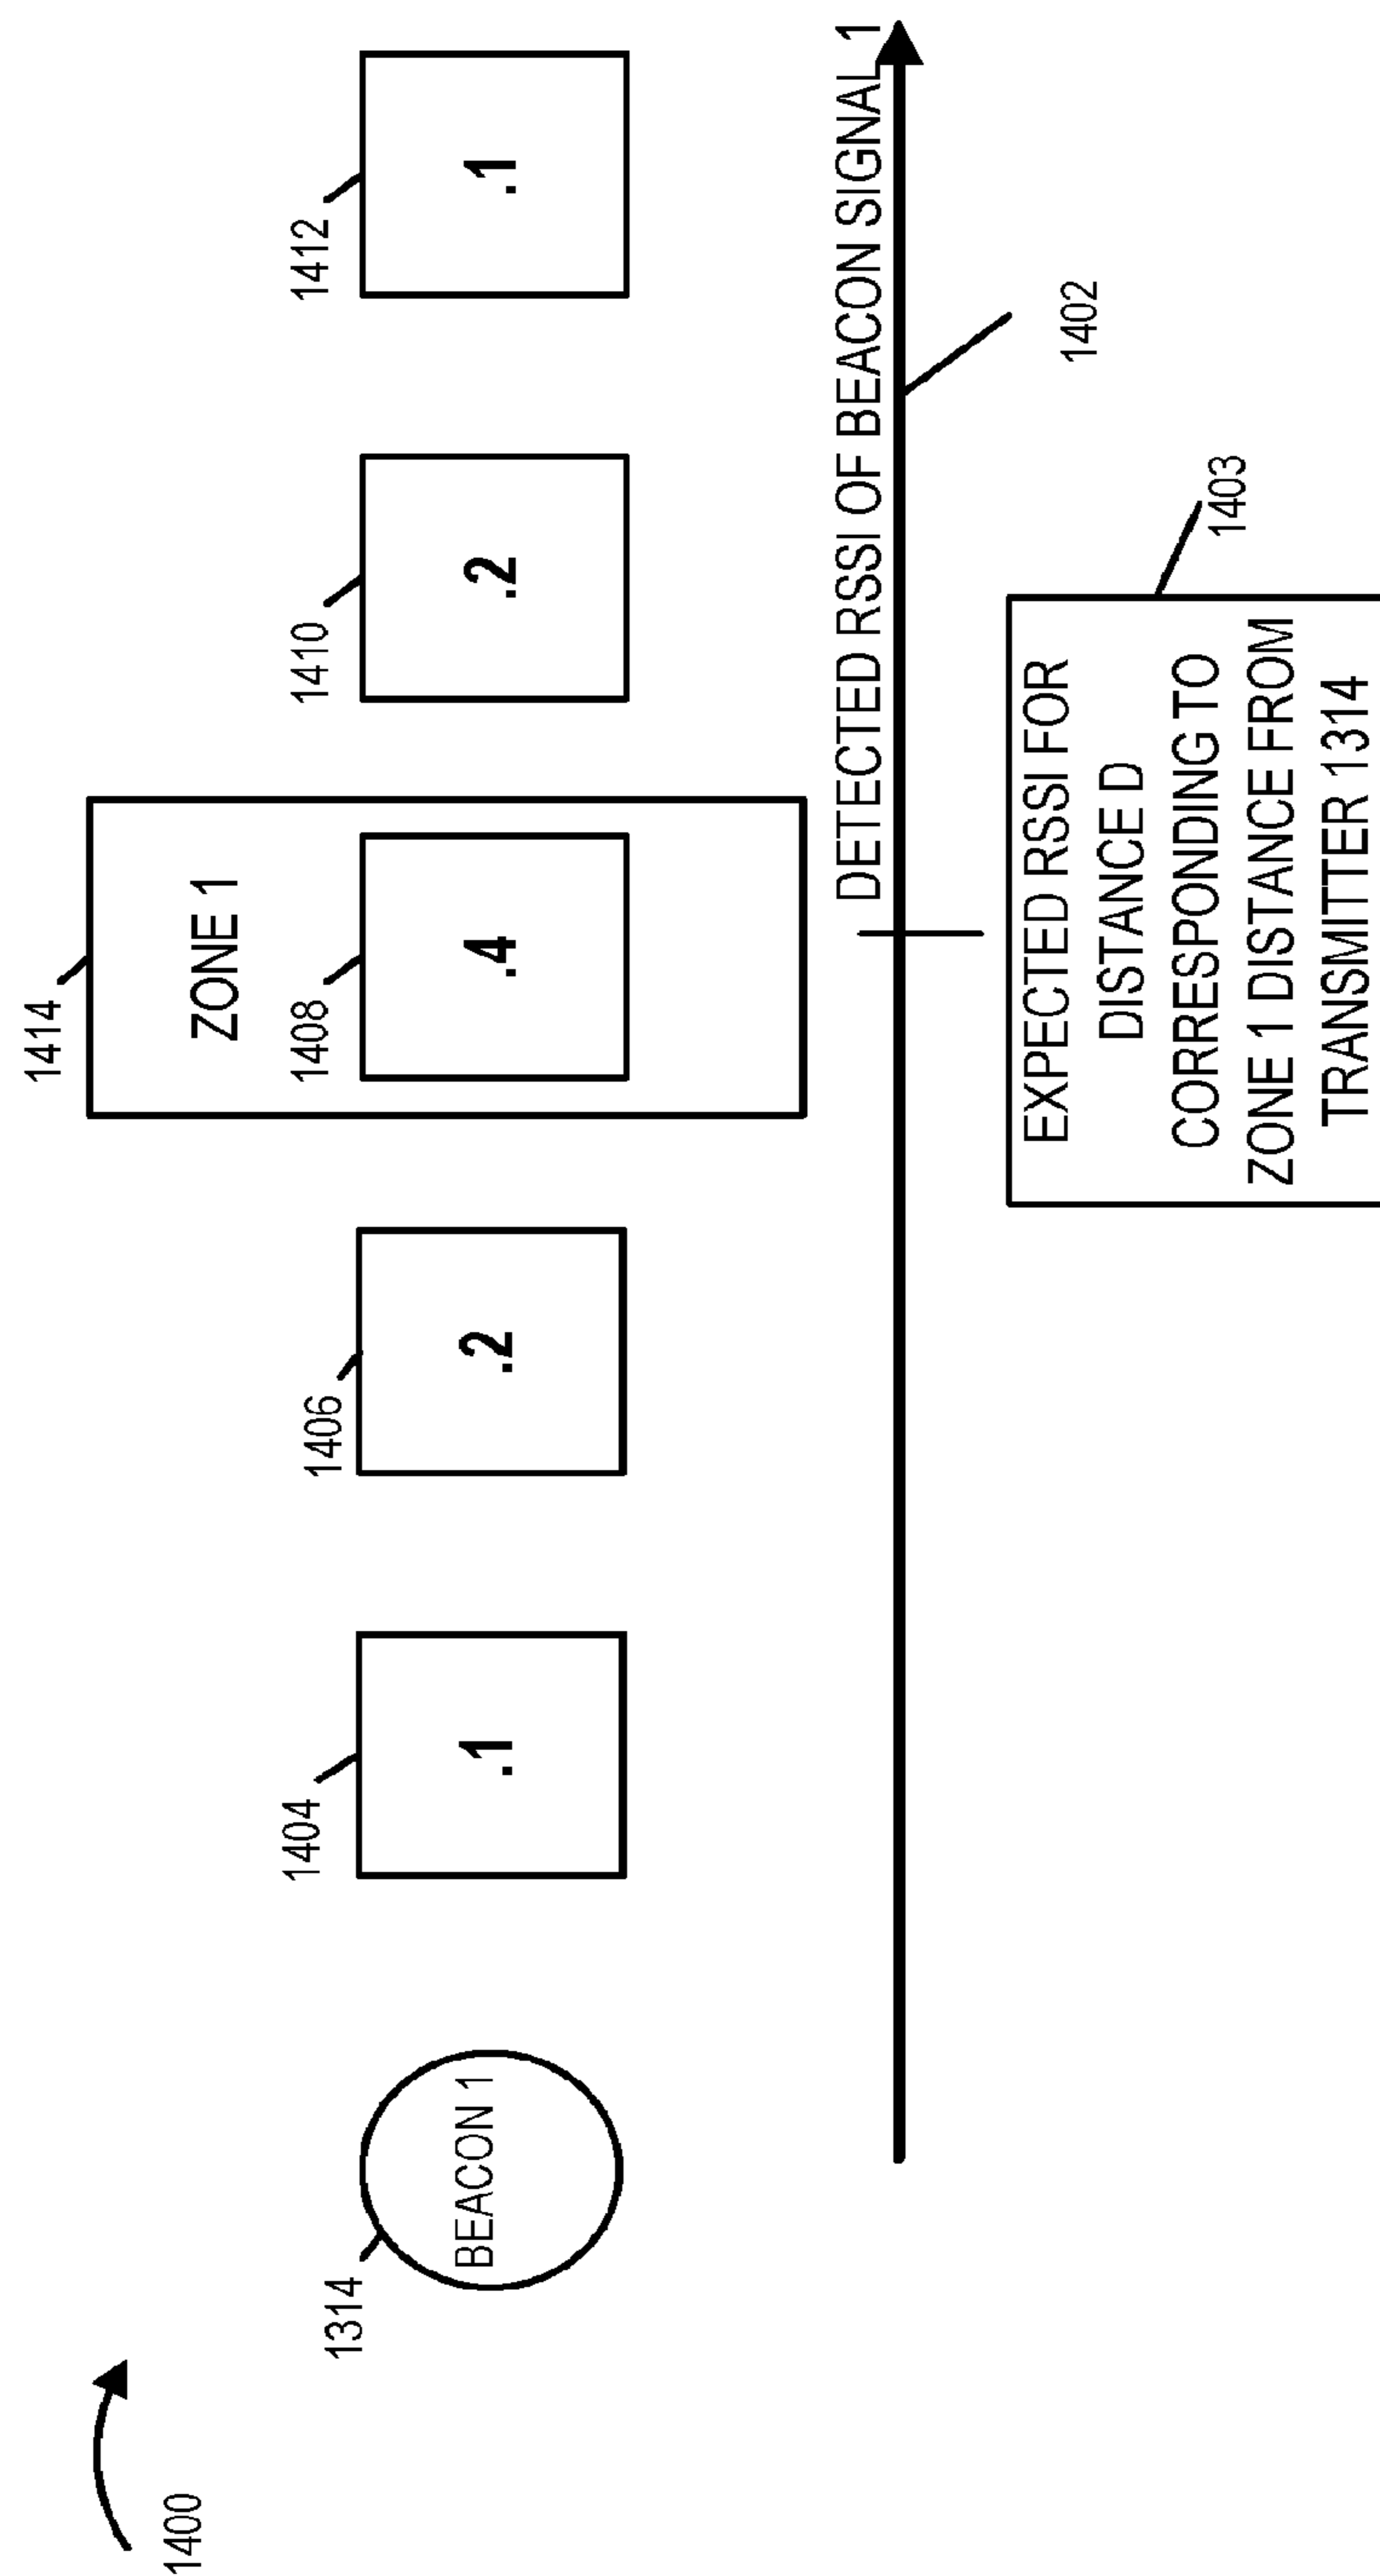 1400
1414
ZONE 1
1314
BEACON 1
1404
.1
1406
.2
1408
.4
1410
.2
1412
.1
DETECTED RSSI OF BEACON SIGNAL 1
1402
1403
EXPECTED RSSI FOR
DISTANCE D
CORRESPONDING TO
ZONE 1 DISTANCE FROM
TRANSMITTER 1314